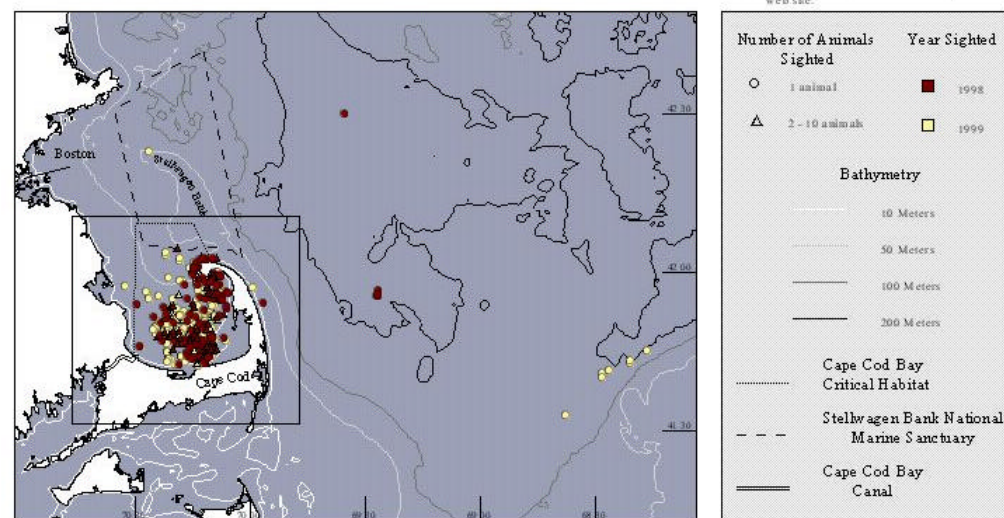 web site.
Number of Animals
Sighted
Year Sighted
1 animal
1998
2 - 10 animals
1999
Bathymetry
10 Meters
50 Meters
100 Meters
200 Meters
Cape Cod Bay
Critical Habitat
Stellwagen Bank National
Marine Sanctuary
Cape Cod Bay
Canal
Boston
Stellwagen Bank
Cape Cod
42 30
42 00
41 30